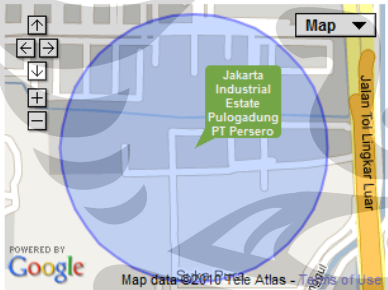 Map
Jakarta
Industrial
Estate
Pulogadung
PT Persero
Jalan Tol Lingkar Luar
POWERED BY
Google
Map data ©2010 Tele Atlas - Terms of Use